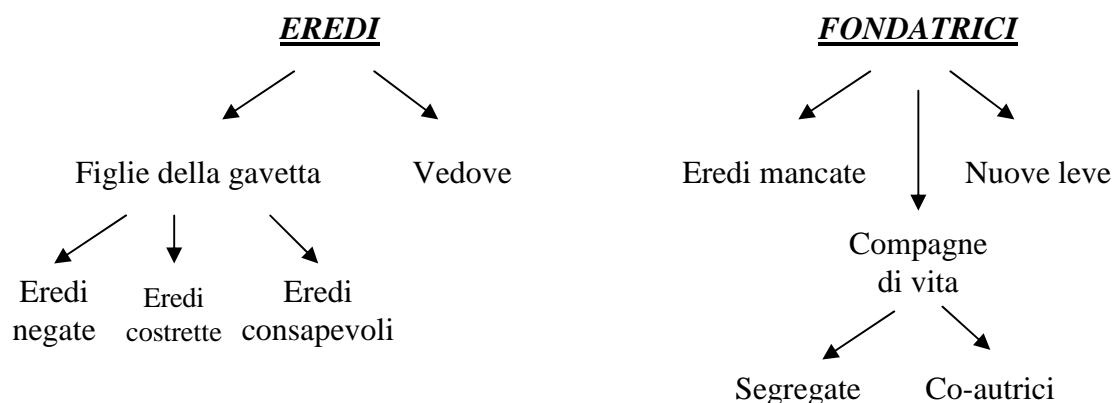 EREDI
FONDATRICI
Figlie della gavetta
Vedove
Eredi mancate
Nuove leve
Compagne
di vita
Eredi
negate
Eredi
costrette
Eredi
consapevoli
Segregate
Co-autrici